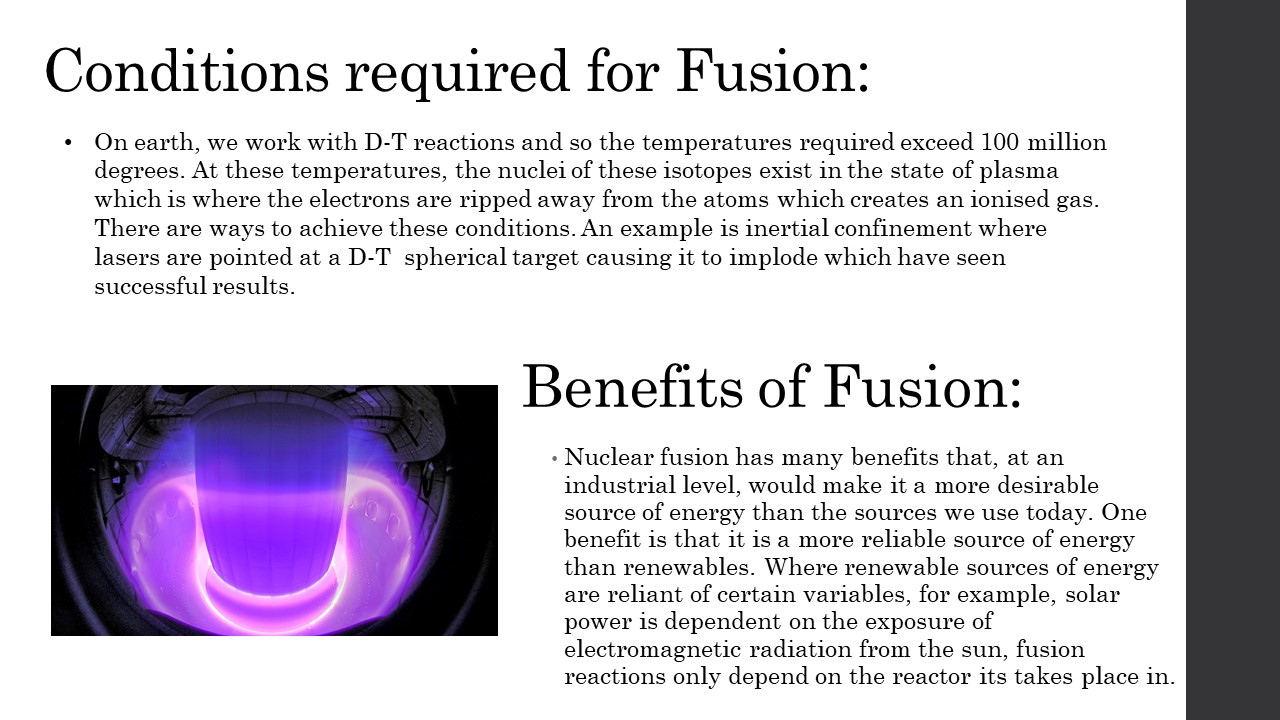 Conditions required for Fusion:
• On earth, we work with D-T reactions and so the temperatures required exceed 100 million
degrees. At these temperatures, the nuclei of these isotopes exist in the state of plasma
which is where the electrons are ripped away from the atoms which creates an ionised gas.
There are ways to achieve these conditions. An example is inertial confinement where
lasers are pointed at a D-T  spherical target causing it to implode which have seen
successful results.
Benefits of Fusion:
• Nuclear fusion has many benefits that, at an
industrial level, would make it a more desirable
source of energy than the sources we use today. One
benefit is that it is a more reliable source of energy
than renewables. Where renewable sources of energy
are reliant of certain variables, for example, solar
power is dependent on the exposure of
electromagnetic radiation from the sun, fusion
reactions only depend on the reactor its takes place in.